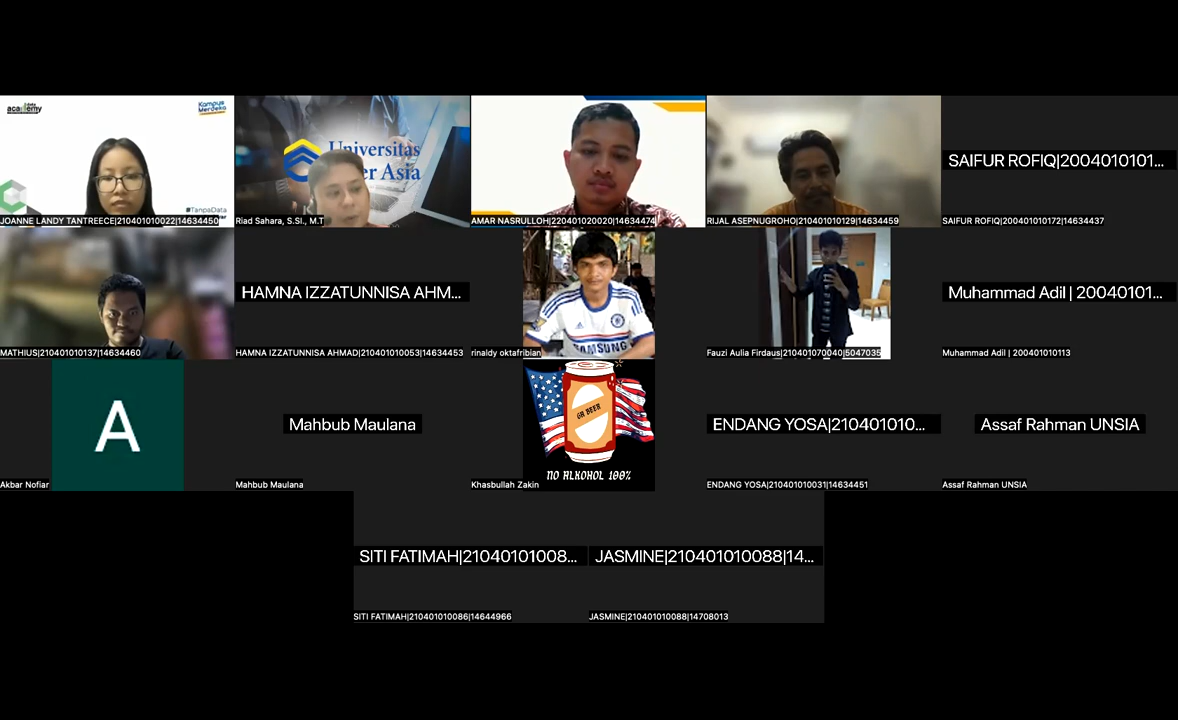 data
academy
Kampus
Merdeka
#TanpaData
JOANNE LANDY TANTREECE|210401010022|14634450
Universitas
Asia
Riad Sahara, S.SI., M.T
AMAR NASRULLOH|220401020020|14634474
RIJAL ASEPNUGROHO|210401010129|14634459
SAIFUR ROFIQ|2004010101...
SAIFUR ROFIQ|200401010172|14634437
MATHIUS|210401010137|14634460
HAMNA IZZATUNNISA AHM...
HAMNA IZZATUNNISA AHMAD|210401010053|14634453
SAMSUNG
rinaldy oktafribian
Fauzi Aulia Firdaus|210401070040|5047035
Muhammad Adil | 20040101...
Muhammad Adil | 200401010113
A
Akbar Nofiar
Mahbub Maulana
Mahbub Maulana
GR BEER
NO ALKOHOL 100%
Khasbullah Zakin
ENDANG YOSA|210401010...
ENDANG YOSA|210401010031|14634451
Assaf Rahman UNSIA
Assaf Rahman UNSIA
SITI FATIMAH|21040101008...
SITI FATIMAH|210401010086|14644966
JASMINE|210401010088|14...
JASMINE|210401010088|14708013